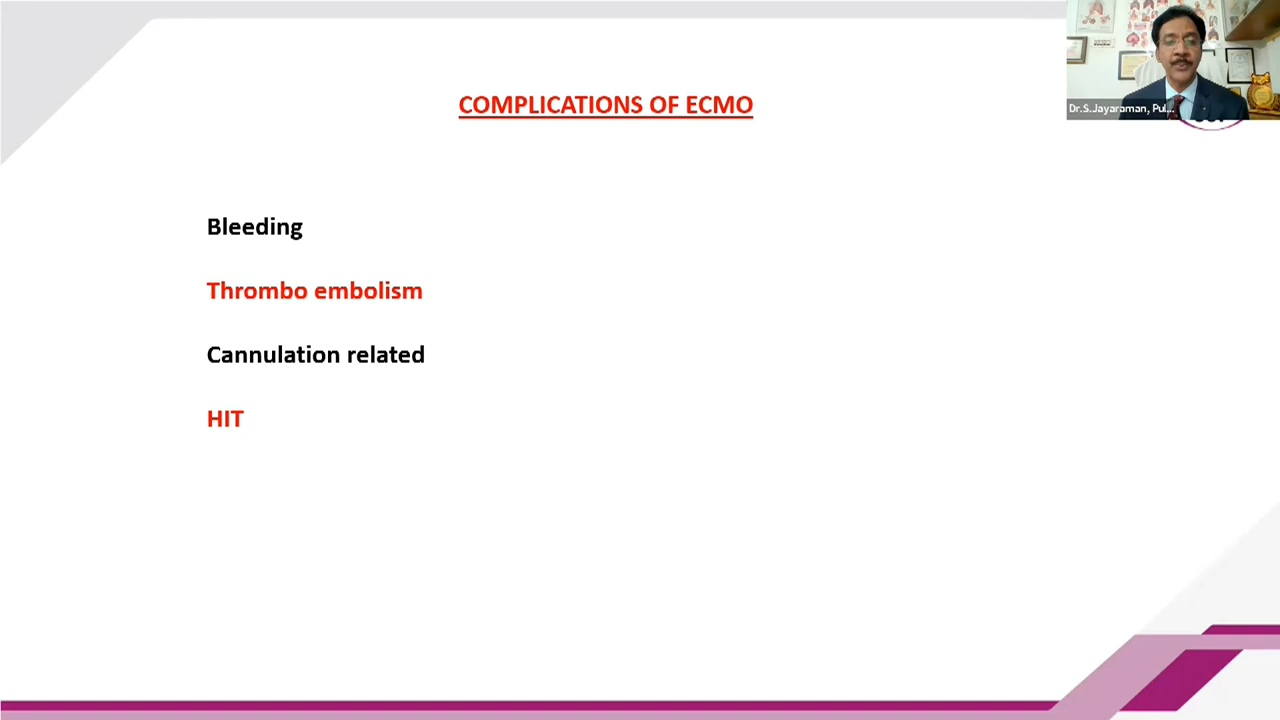 COMPLICATIONS OF ECMO
Dr.S.Jayaraman, Pul...
Bleeding
Thrombo embolism
Cannulation related
HIT